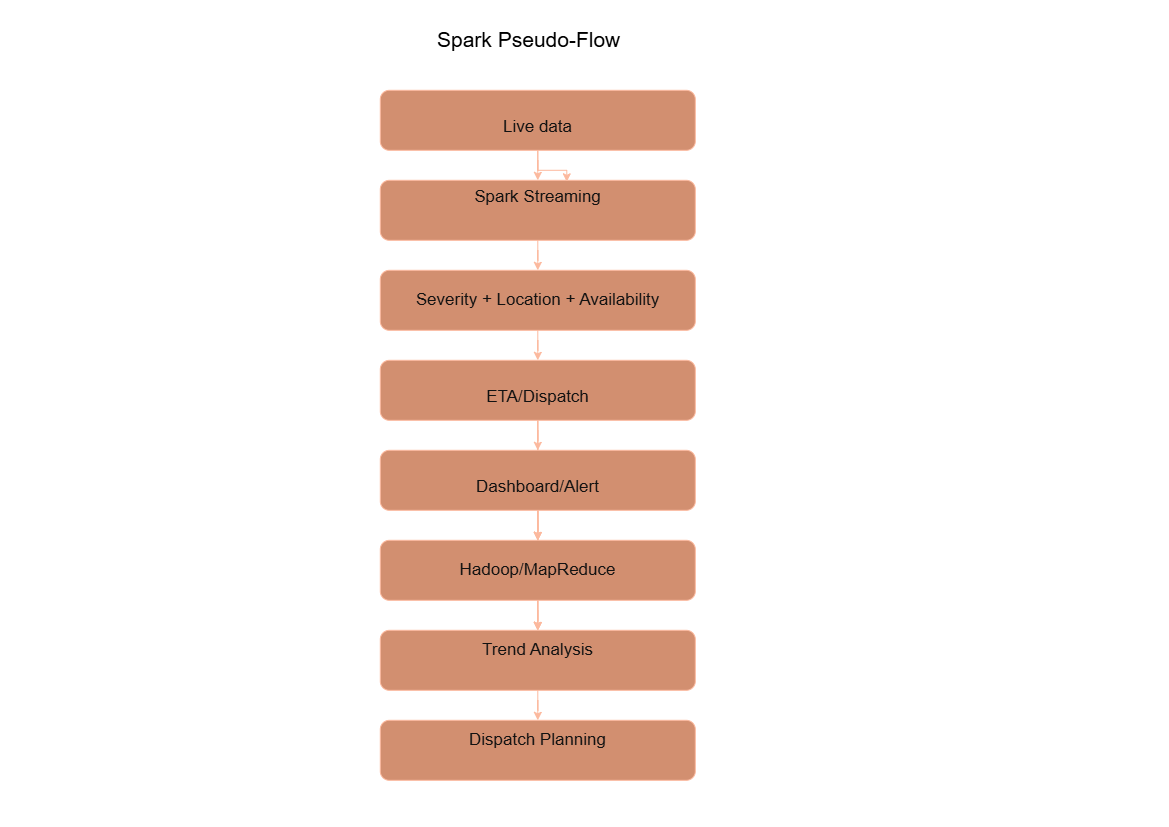 Spark Pseudo-Flow
Live data
Spark Streaming
Severity + Location + Availability
ETA/Dispatch
Dashboard/Alert
Hadoop/MapReduce
Trend Analysis
Dispatch Planning